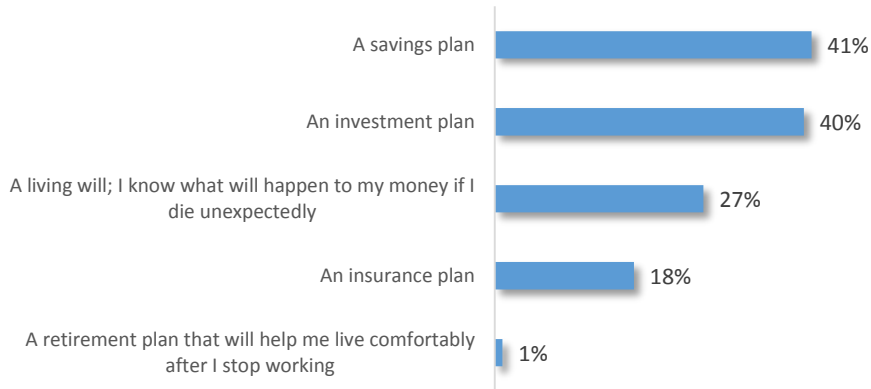 A savings plan
41%
An investment plan
40%
A living will; I know what will happen to my money if I
die unexpectedly
27%
An insurance plan
18%
A retirement plan that will help me live comfortably
after I stop working
1%